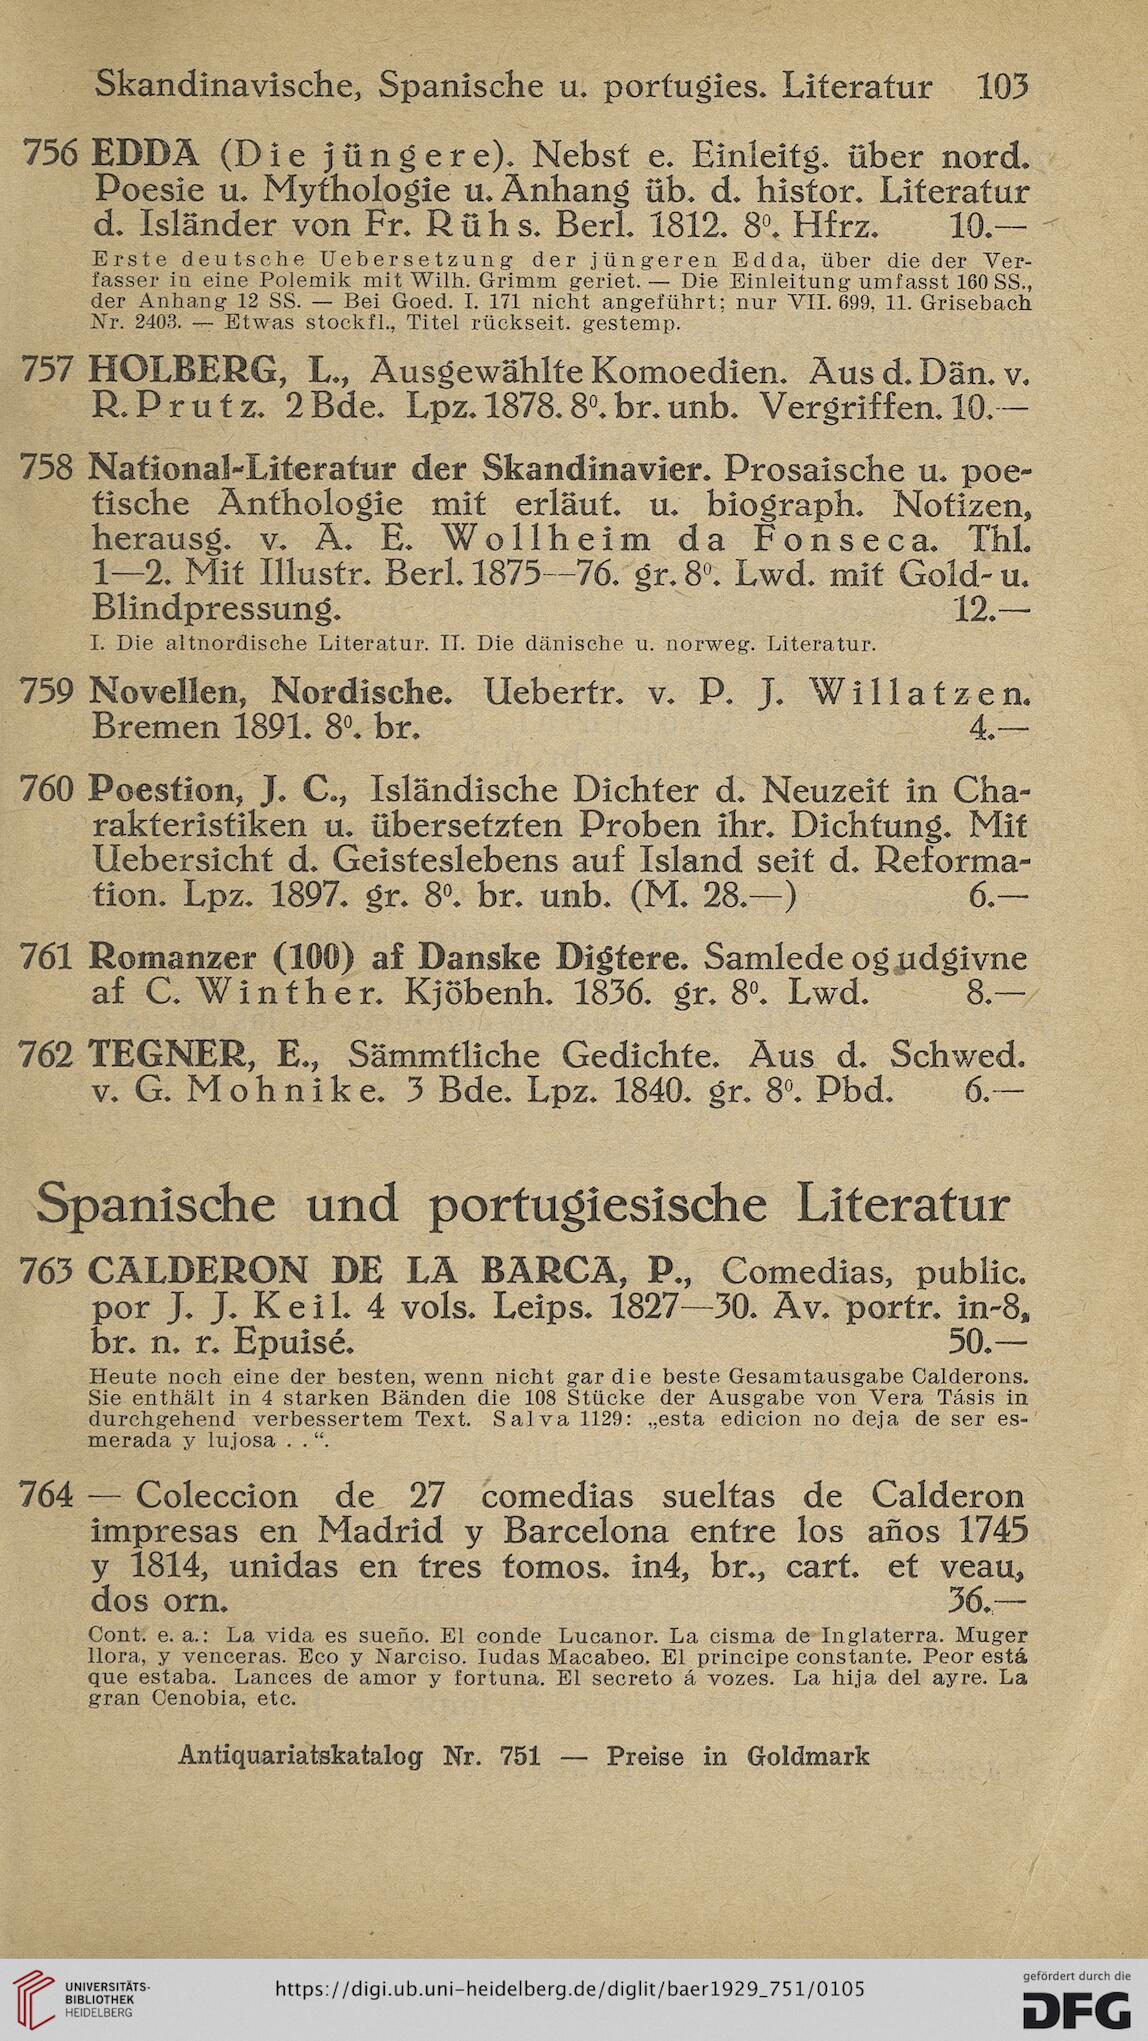 Skandinavische, Spanische u. portugies. Literatur 103
756 EDDA (Die jüngere). Nebst e. Einleitg. über nord.
Poesie u. Mythologie u. Anhang üb. d. histor. Literatur
d. Isländer von Fr. Rühs. Berl. 1812. 8⁰. Hfrz. 10.—
Erste deutsche Uebersetzung der jüngeren Edda, über die der Ver-
fasser in eine Polemik mit Wilh. Grimm geriet. — Die Einleitung umfasst 160 SS.,
der Anhang 12 SS. — Bei Goed. I. 171 nicht angeführt; nur VII. 699, 11. Grisebach
Nr. 2403. — Etwas stockfl., Titel rückseit. gestemp.
757 HOLBERG, L., Ausgewählte Komoedien. Aus d. Dän. v.
R. Prutz. 2 Bde. Lpz. 1878. 8⁰. br. unb. Vergriffen. 10.—
758 National-Literatur der Skandinavier. Prosaische u. poe-
tische Anthologie mit erläut. u. biograph. Notizen,
herausg. v. A. E. Wollheim da Fonseca. Thl.
1—2. Mit Illustr. Berl. 1875—76. gr. 8⁰. Lwd. mit Gold- u.
Blindpressung. 12.—
I. Die altnordische Literatur. II. Die dänische u. norweg. Literatur.
759 Novellen, Nordische. Uebertr. v. P. J. Willatzen.
Bremen 1891. 8⁰. br. 4.—
760 Poestion, J. C., Isländische Dichter d. Neuzeit in Cha-
rakteristiken u. übersetzten Proben ihr. Dichtung. Mit
Uebersicht d. Geisteslebens auf Island seit d. Reforma-
tion. Lpz. 1897. gr. 8⁰. br. unb. (M. 28.—) 6.—
761 Romanzer (100) af Danske Digtere. Samlede og udgivne
af C. Winther. Kjöbenh. 1836. gr. 8⁰. Lwd. 8.—
762 TEGNER, E., Sämmtliche Gedichte. Aus d. Schwed.
v. G. Mohnike. 3 Bde. Lpz. 1840. gr. 8⁰. Pbd. 6.—
Spanische und portugiesische Literatur
763 CALDERON DE LA BARCA, P., Comedias, public.
por J. J. Keil. 4 vols. Leips. 1827—30. Av. portr. in-8,
br. n. r. Epuisé. 50.—
Heute noch eine der besten, wenn nicht gar die beste Gesamtausgabe Calderons.
Sie enthält in 4 starken Bänden die 108 Stücke der Ausgabe von Vera Tásis in
durchgehend verbessertem Text. Salva 1129: „esta edicion no deja de ser es-
merada y lujosa . . “.
764 — Coleccion de 27 comedias sueltas de Calderon
impresas en Madrid y Barcelona entre los años 1745
y 1814, unidas en tres tomos. in4, br., cart. et veau,
dos orn. 36.—
Cont. e. a.: La vida es sueño. El conde Lucanor. La cisma de Inglaterra. Muger
llora, y venceras. Eco y Narciso. Iudas Macabeo. El principe constante. Peor está
que estaba. Lances de amor y fortuna. El secreto á vozes. La hija del ayre. La
gran Cenobia, etc.
Antiquariatskatalog Nr. 751 — Preise in Goldmark
UNIVERSITÄTS-
BIBLIOTHEK
HEIDELBERG
https://digi.ub.uni-heidelberg.de/diglit/baer1929_751/0105
gefördert durch die
DFG